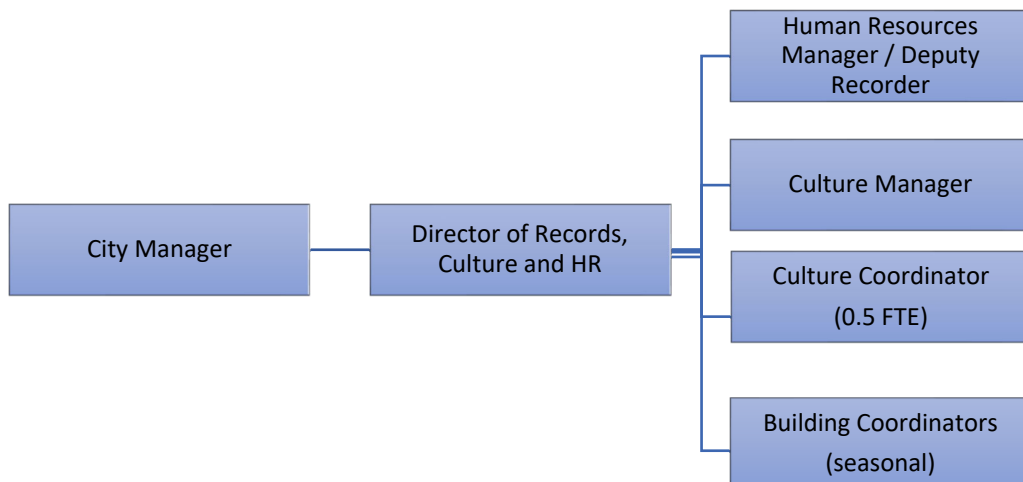 Human Resources
Manager / Deputy
Recorder
Culture Manager
City Manager
Director of Records,
Culture and HR
Culture Coordinator
(0.5 FTE)
Building Coordinators
(seasonal)